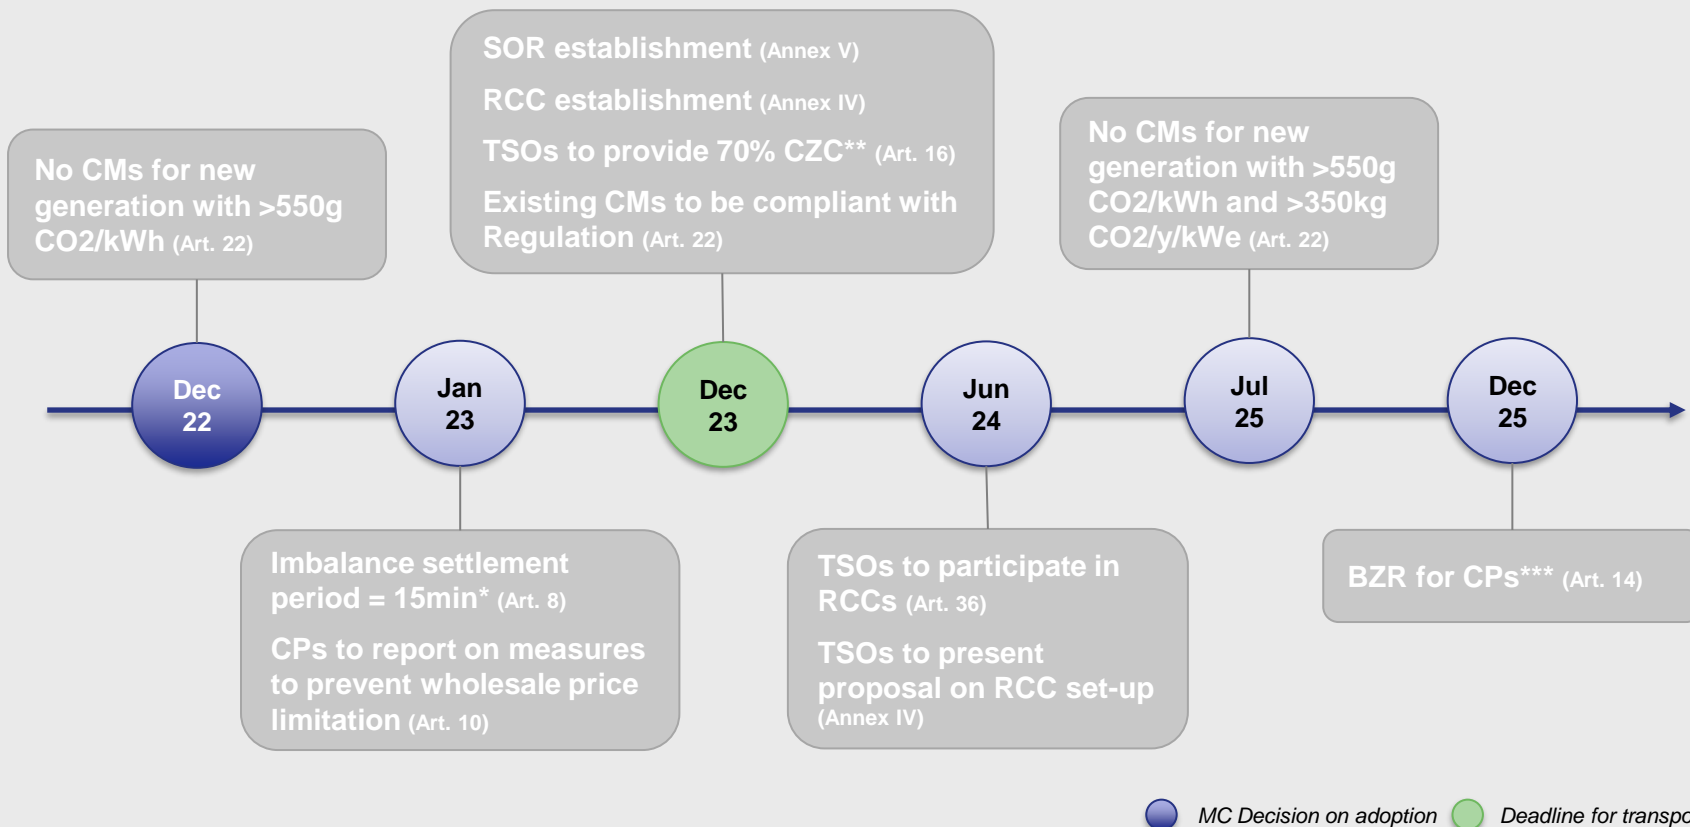 SOR establishment (Annex V)
RCC establishment (Annex IV)
TSOs to provide 70% CZC** (Art. 16)
Existing CMs to be compliant with
Regulation (Art. 22)
No CMs for new
generation with >550g
CO2/kWh (Art. 22)
No CMs for new
generation with >550g
CO2/kWh and >350kg
CO2/y/kWe (Art. 22)
Dec
22
Jan
23
Dec
23
Jun
24
Jul
25
Dec
25
Imbalance settlement
period = 15min* (Art. 8)
CPs to report on measures
to prevent wholesale price
limitation (Art. 10)
TSOs to participate in
RCCs (Art. 36)
TSOs to present
proposal on RCC set-up
(Annex IV)
BZR for CPs*** (Art. 14)
MC Decision on adoption
Deadline for